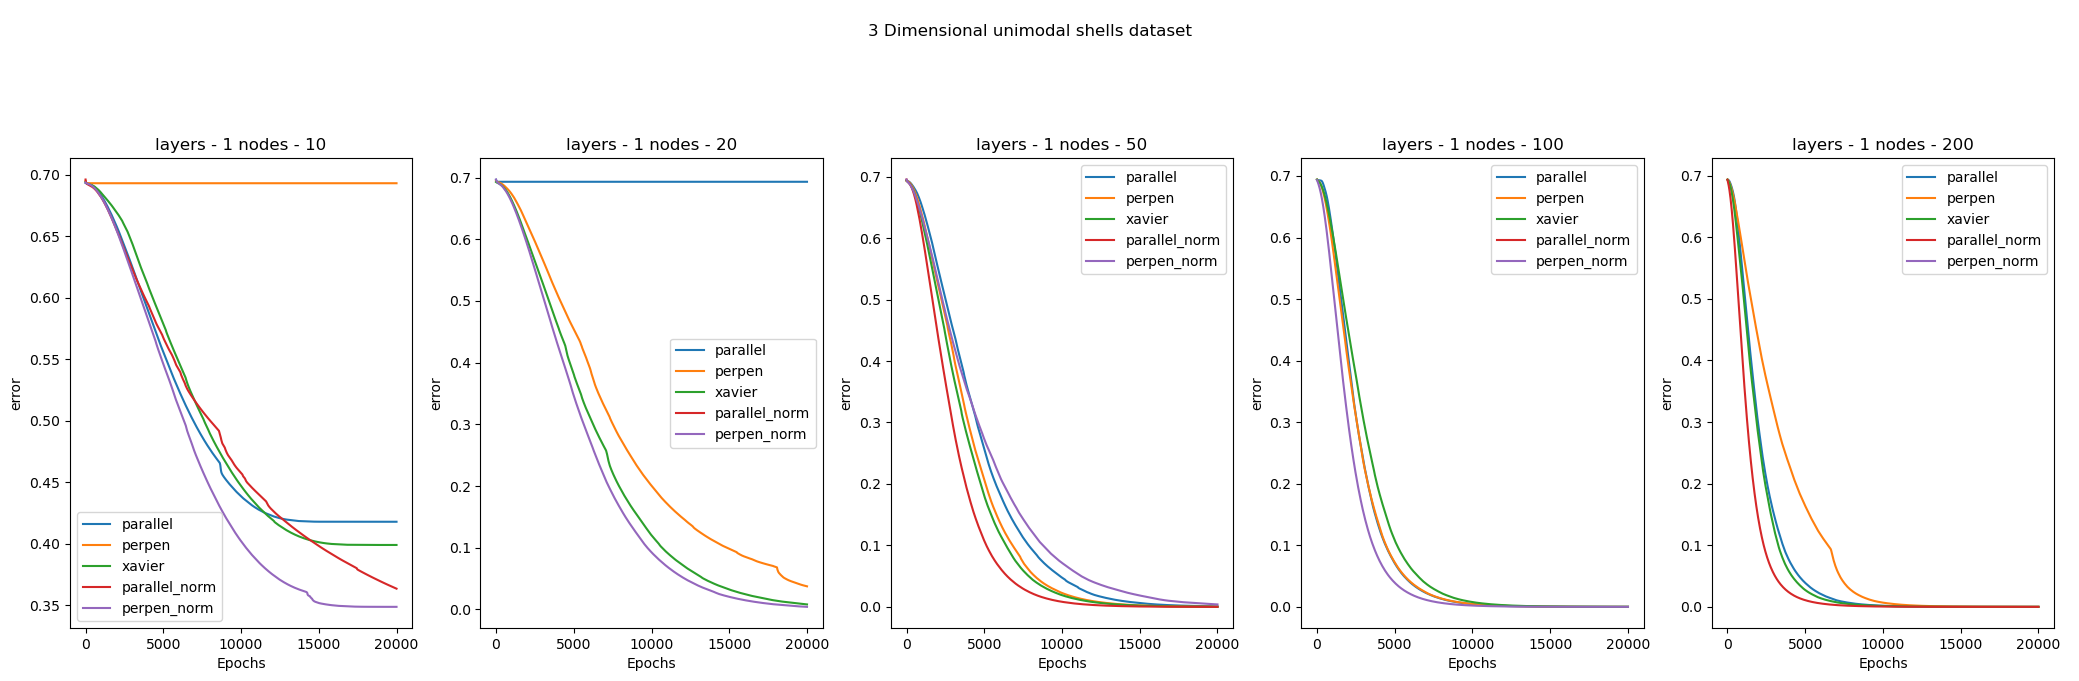 3 Dimensional unimodal shells dataset
layers - 1 nodes - 10
0.70
0.65
0.60
0.55
0.50
0.45
0.40
0.35
error
parallel
perpen
xavier
parallel_norm
perpen_norm
0
5000
10000
15000
20000
Epochs
layers - 1 nodes - 20
0.7
0.6
0.5
0.4
0.3
0.2
0.1
0.0
error
parallel
perpen
xavier
parallel_norm
perpen_norm
0
5000
10000
15000
20000
Epochs
layers - 1 nodes - 50
0.7
0.6
0.5
0.4
0.3
0.2
0.1
0.0
error
parallel
perpen
xavier
parallel_norm
perpen_norm
0
5000
10000
15000
20000
Epochs
layers - 1 nodes - 100
0.7
0.6
0.5
0.4
0.3
0.2
0.1
0.0
error
parallel
perpen
xavier
parallel_norm
perpen_norm
0
5000
10000
15000
20000
Epochs
layers - 1 nodes - 200
0.7
0.6
0.5
0.4
0.3
0.2
0.1
0.0
error
parallel
perpen
xavier
parallel_norm
perpen_norm
0
5000
10000
15000
20000
Epochs